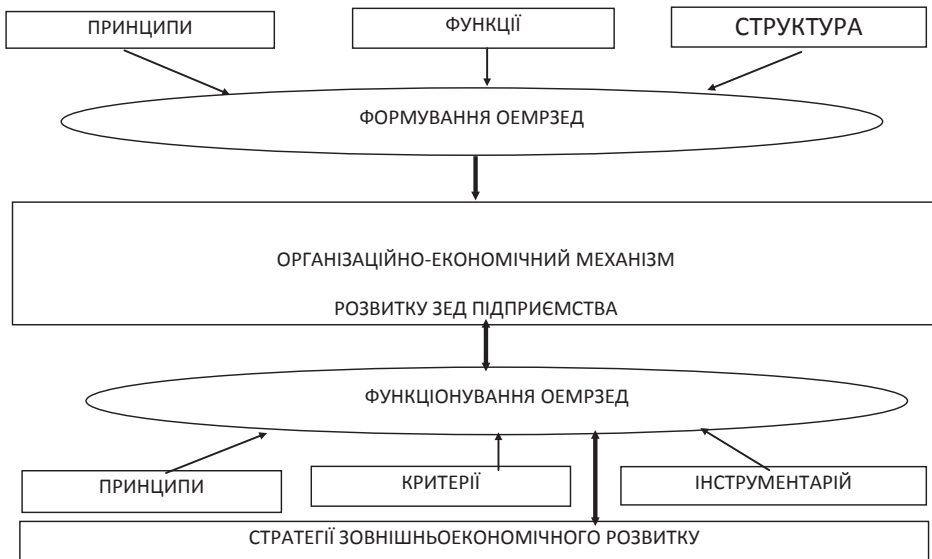 ПРИНЦИПИ
ФУНКЦІЇ
СТРУКТУРА
ФОРМУВАННЯ ОЕМРЗЕД
ОРГАНІЗАЦІЙНО-ЕКОНОМІЧНИЙ МЕХАНІЗМ
РОЗВИТКУ ЗЕД ПІДПРИЄМСТВА
ФУНКЦІОНУВАННЯ ОЕМРЗЕД
ПРИНЦИПИ
КРИТЕРІЇ
ІНСТРУМЕНТАРІЙ
СТРАТЕГІЇ ЗОВНІШНЬОЕКОНОМІЧНОГО РОЗВИТКУ